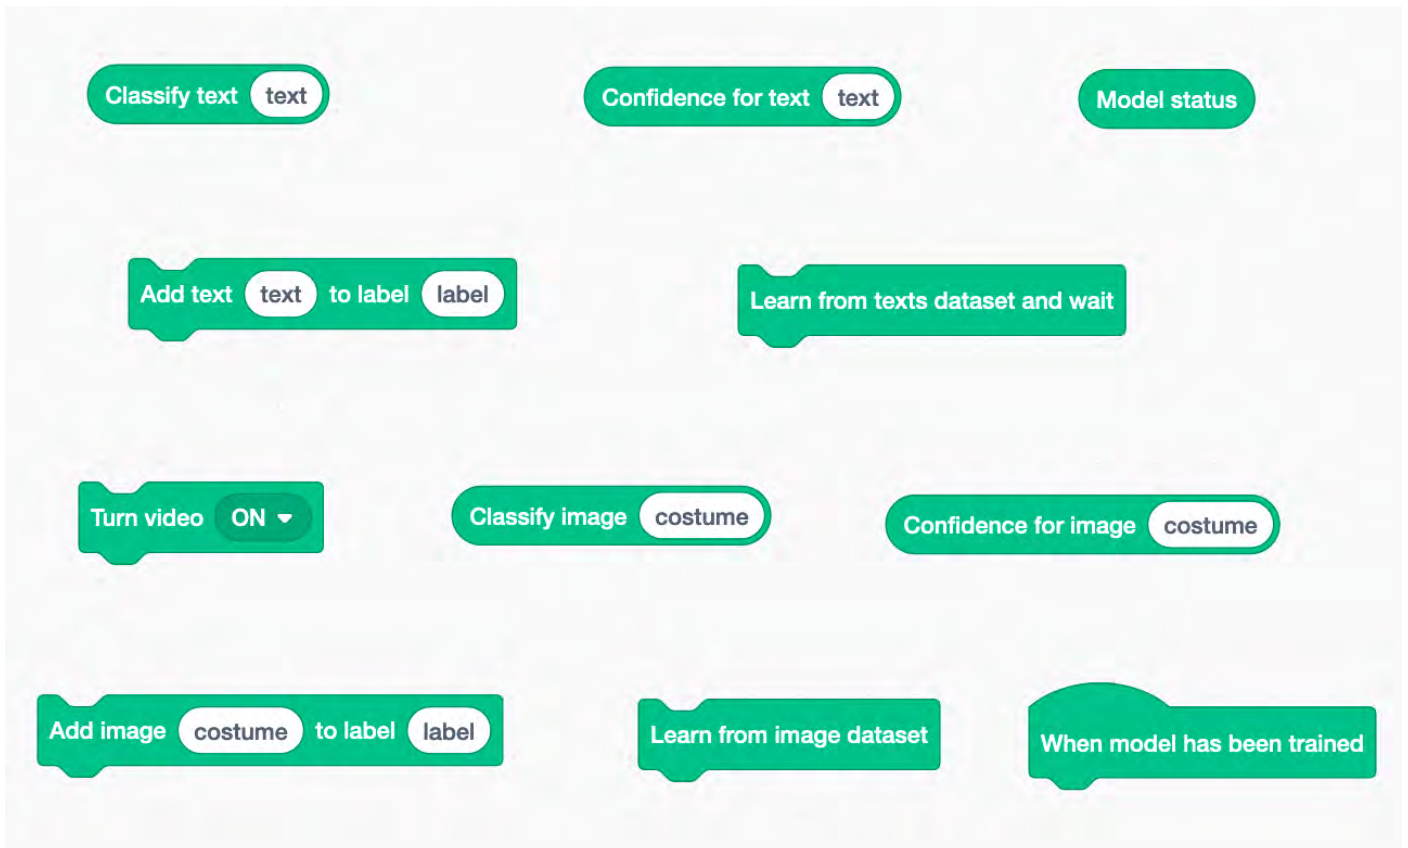 Classify text text
Confidence for text text
Model status
Add text text to label label
Learn from texts dataset and wait
Turn video ON
Classify image costume
Confidence for image costume
Add image costume to label label
Learn from image dataset
When model has been trained